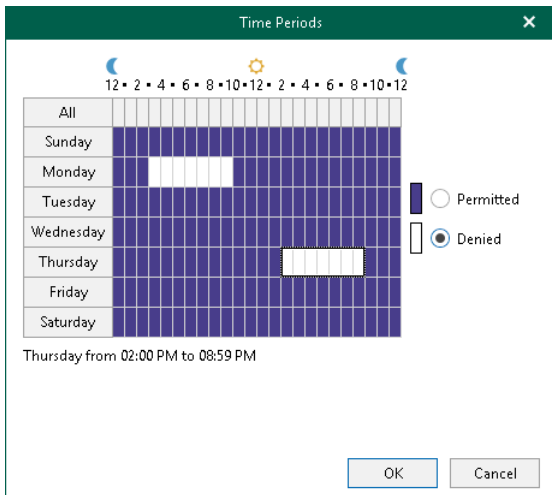 Time Periods
12 • 2 • 4 • 6 • 8 • 10 • 12 • 2 • 4 • 6 • 8 • 10 • 12
All
Sunday
Monday
Tuesday
Permitted
Wednesday
Denied
Thursday
Friday
Saturday
Thursday from 02:00 PM to 08:59 PM
OK Cancel